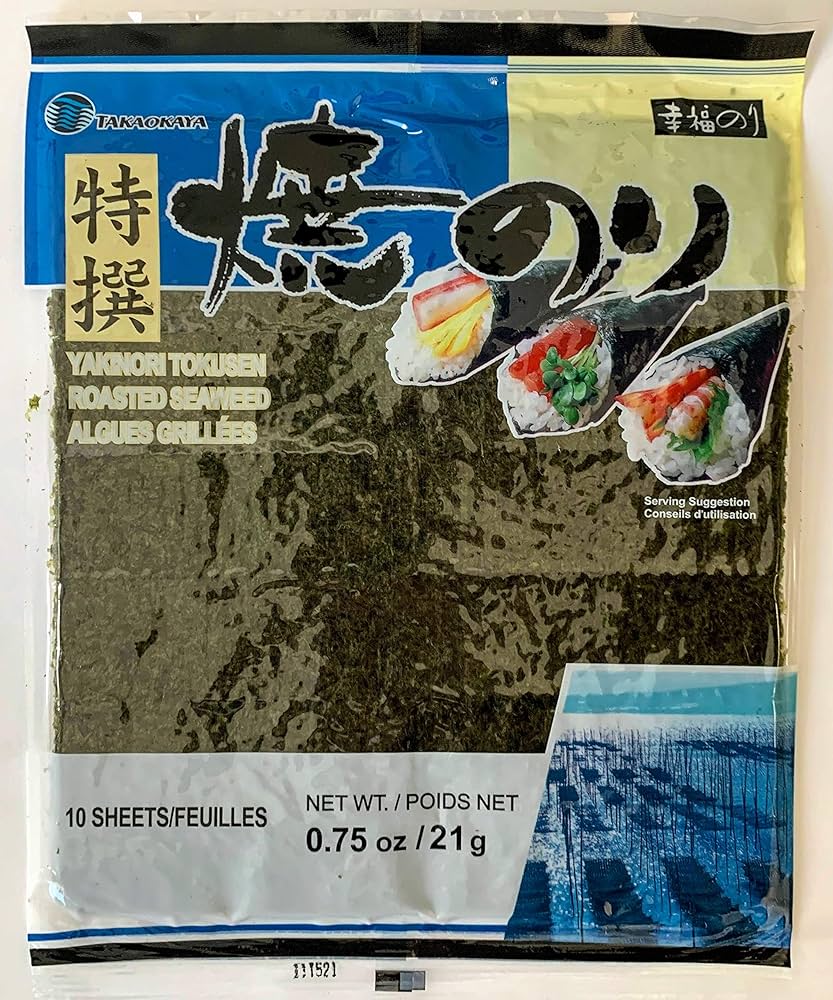 TAKAOKAYA
幸福のり
焼のり
特撰
YAKINORI TOKUSEN
ROASTED SEAWEED
ALGUES GRILLÉES
Serving Suggestion
Conseils d'utilisation
10 SHEETS/FEUILLES
NET WT. / POIDS NET
0.75 oz / 21g